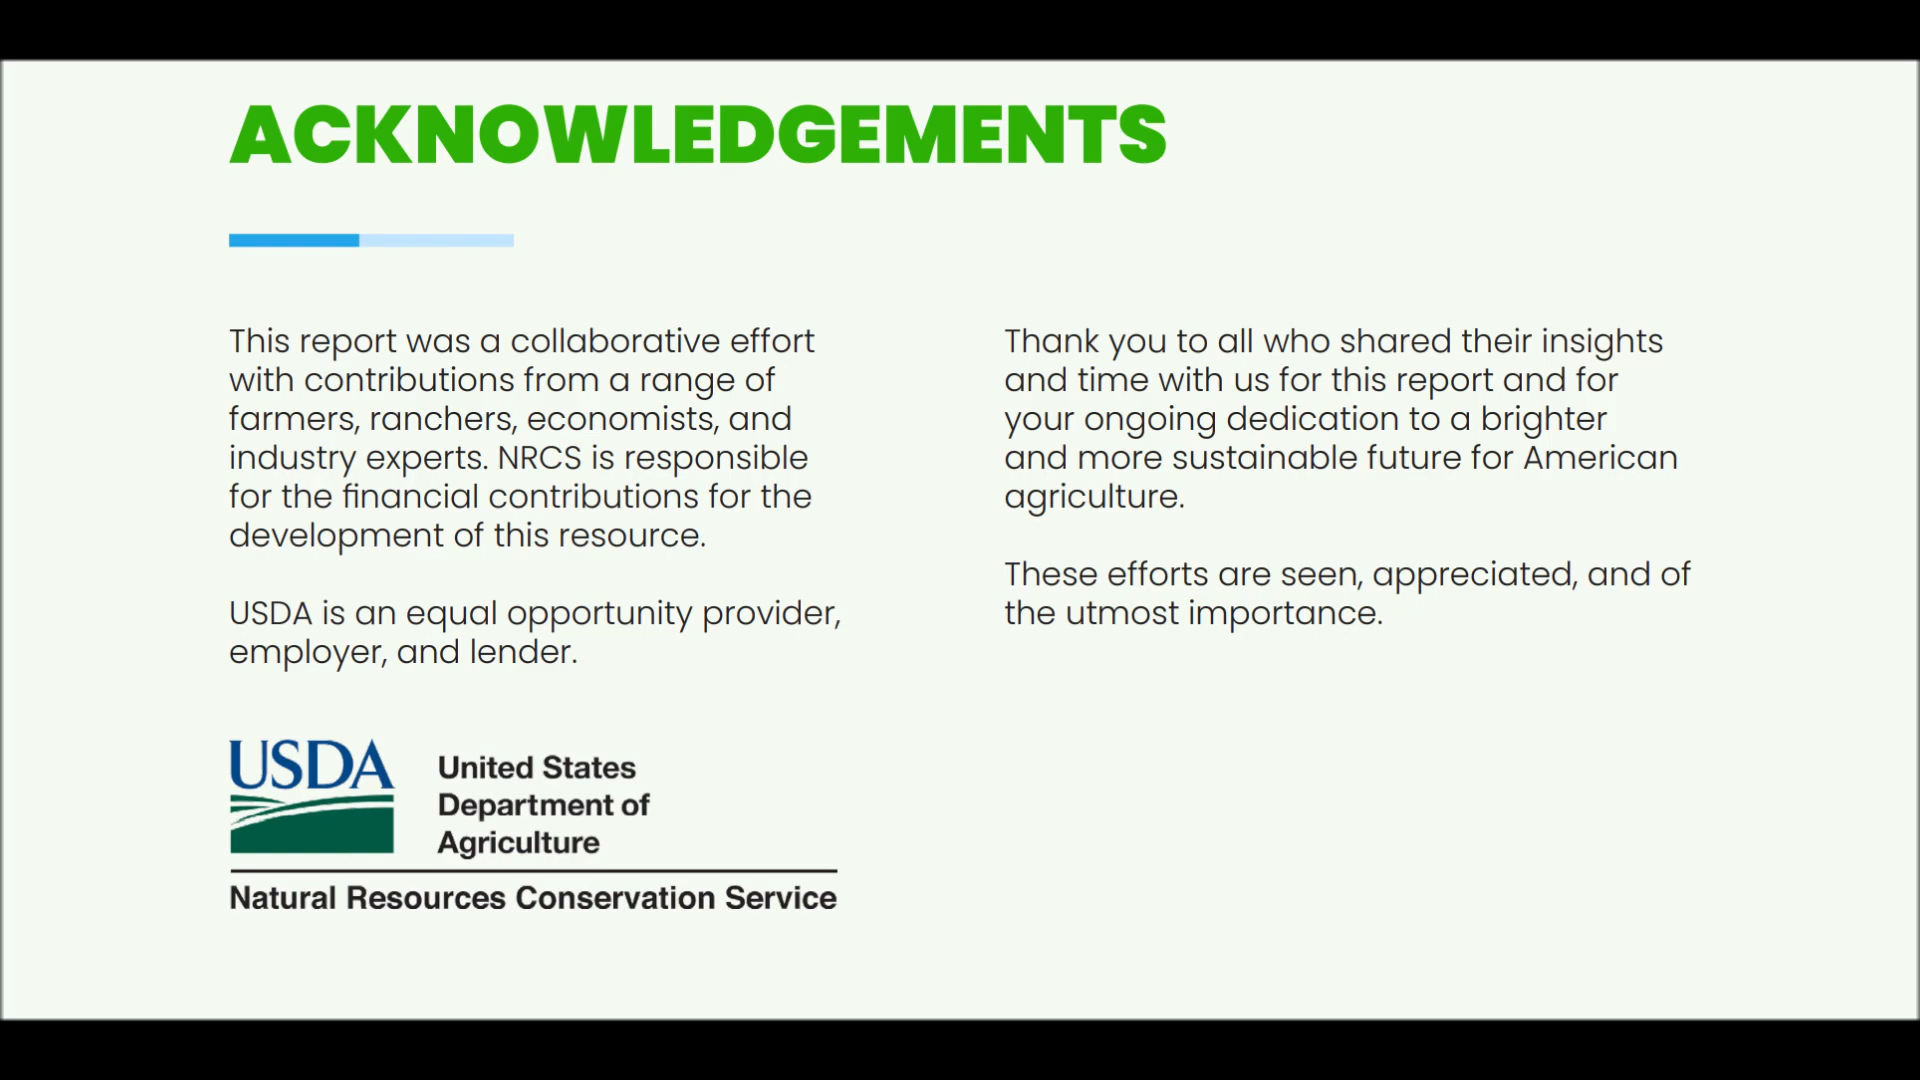 ACKNOWLEDGEMENTS
This report was a collaborative effort
with contributions from a range of
farmers, ranchers, economists, and
industry experts. NRCS is responsible
for the financial contributions for the
development of this resource.
USDA is an equal opportunity provider,
employer, and lender.
Thank you to all who shared their insights
and time with us for this report and for
your ongoing dedication to a brighter
and more sustainable future for American
agriculture.
These efforts are seen, appreciated, and of
the utmost importance.
USDA
United States
Department of
Agriculture
Natural Resources Conservation Service